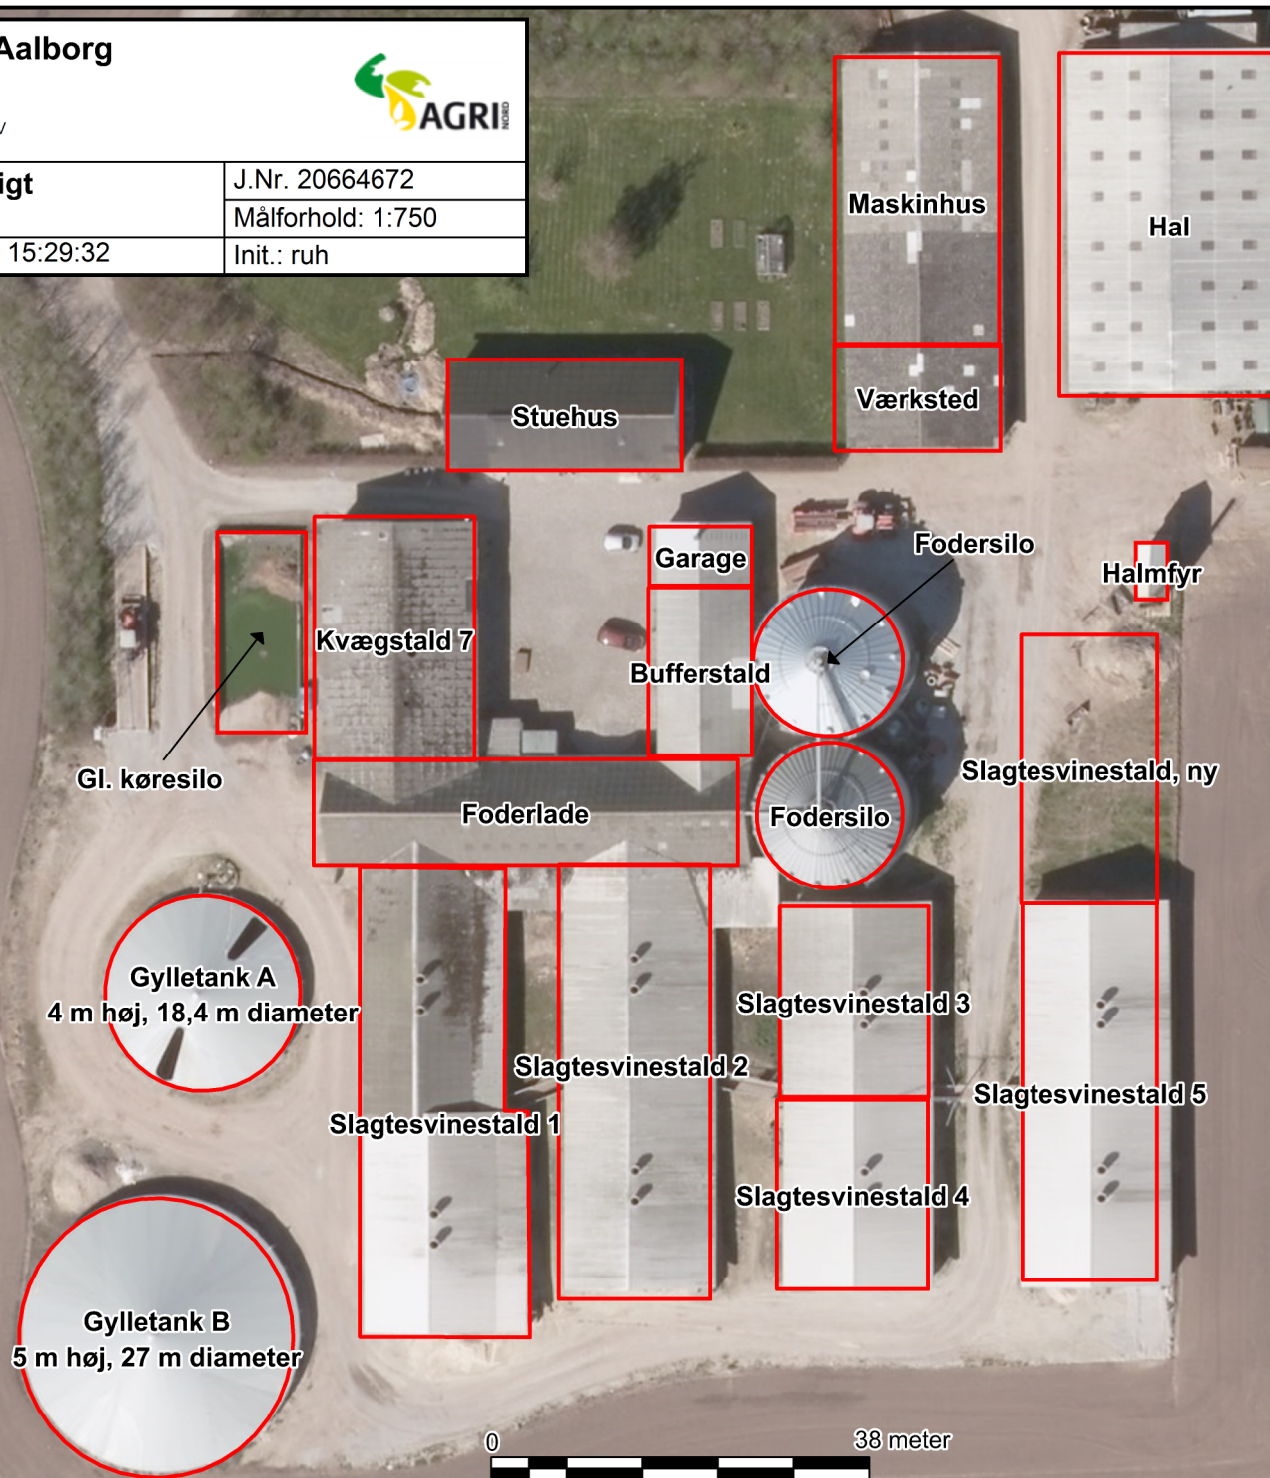 Aalborg
AGRI NORD
igt
J.Nr. 20664672
Målforhold: 1:750
15:29:32
Init.: ruh
Maskinhus
Hal
Værksted
Stuehus
Garage
Fodersilo
Halmfyr
Kvægstald 7
Bufferstald
Gl. køresilo
Slagtesvinestald, ny
Foderlade
Fodersilo
Gylletank A
4 m høj, 18,4 m diameter
Slagtesvinestald 3
Slagtesvinestald 2
Slagtesvinestald 5
Slagtesvinestald 1
Slagtesvinestald 4
Gylletank B
5 m høj, 27 m diameter
0
38 meter